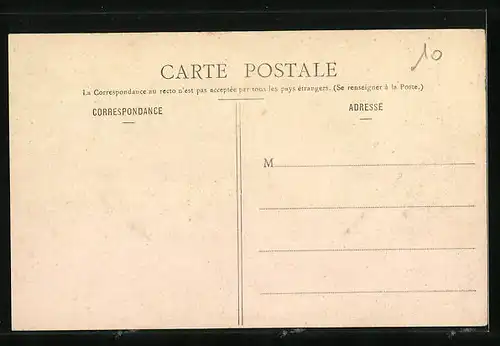 10
CARTE POSTALE
La Correspondance au recto n'est pas acceptée par tous les pays étrangers. (Se renseigner à la Poste.)
CORRESPONDANCE
ADRESSE
M